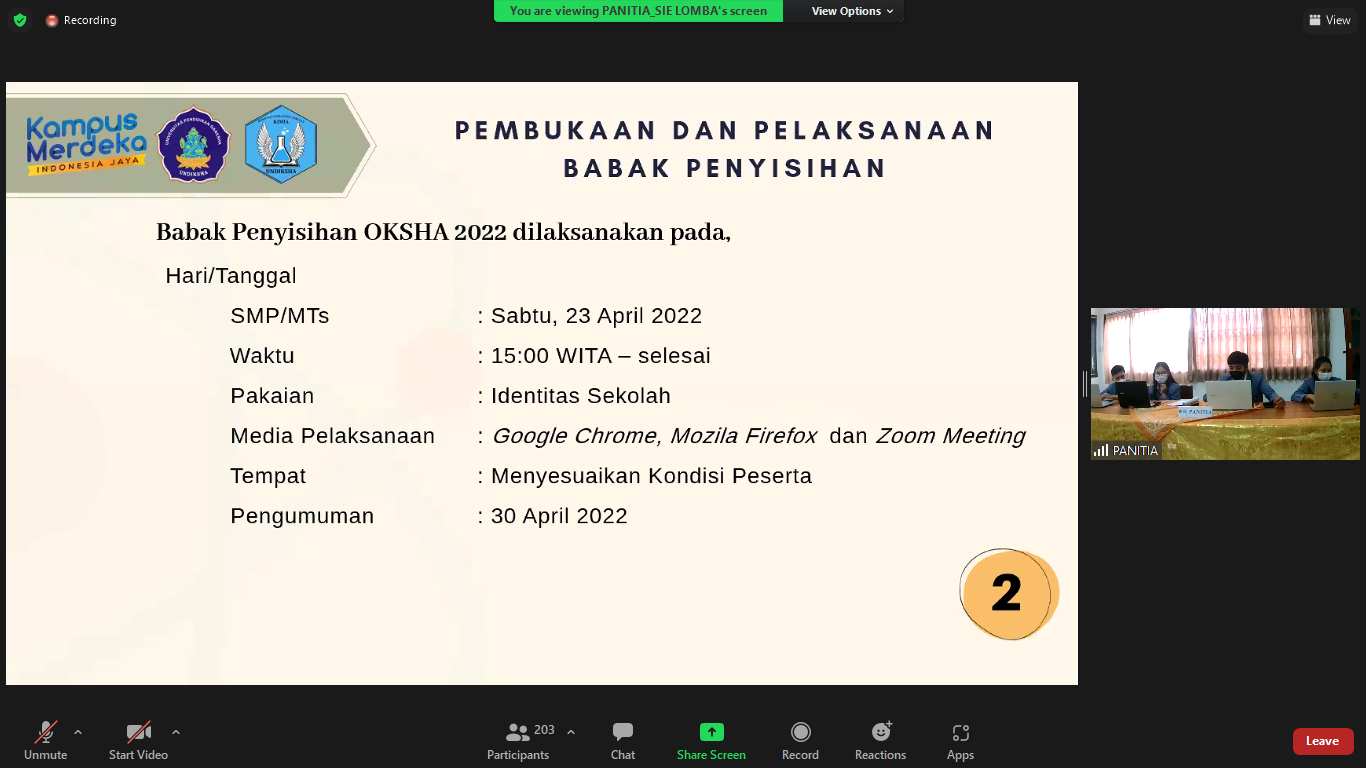 Recording
You are viewing PANITIA_SIE LOMBA's screen
View Options
View
Kampus
Merdeka
INDONESIA JAYA
UNIVERSITAS PENDIDIKAN GANESHA
UNDIKSHA
KIMIA
UNDIKSHA
PEMBUKAAN DAN PELAKSANAAN
BABAK PENYISIHAN
Babak Penyisihan OKSHA 2022 dilaksanakan pada,
Hari/Tanggal
SMP/MTs : Sabtu, 23 April 2022
Waktu : 15:00 WITA – selesai
Pakaian : Identitas Sekolah
Media Pelaksanaan : Google Chrome, Mozila Firefox dan Zoom Meeting
Tempat : Menyesuaikan Kondisi Peserta
Pengumuman : 30 April 2022
2
PANITIA
PANITIA
Unmute
Start Video
203
Participants
Chat
Share Screen
Record
Reactions
Apps
Leave